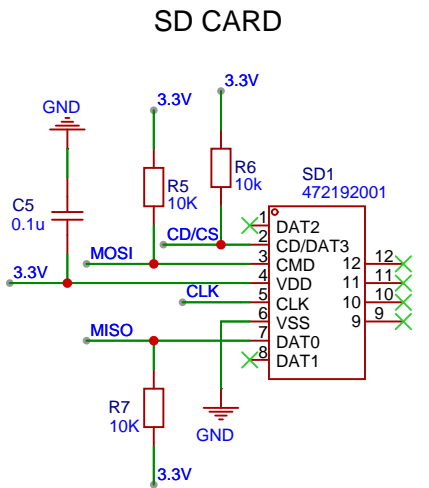 SD CARD
3.3V
3.3V
GND
R6
10k
SD1
472192001
R5
10K
C5
0.1u
1
DAT2
CD/CS
2
CD/DAT3
MOSI
3
CMD
12
12
3.3V
4
VDD
11
11
CLK
5
CLK
10
10
6
VSS
9
9
MISO
7
DAT0
8
DAT1
R7
10K
GND
3.3V